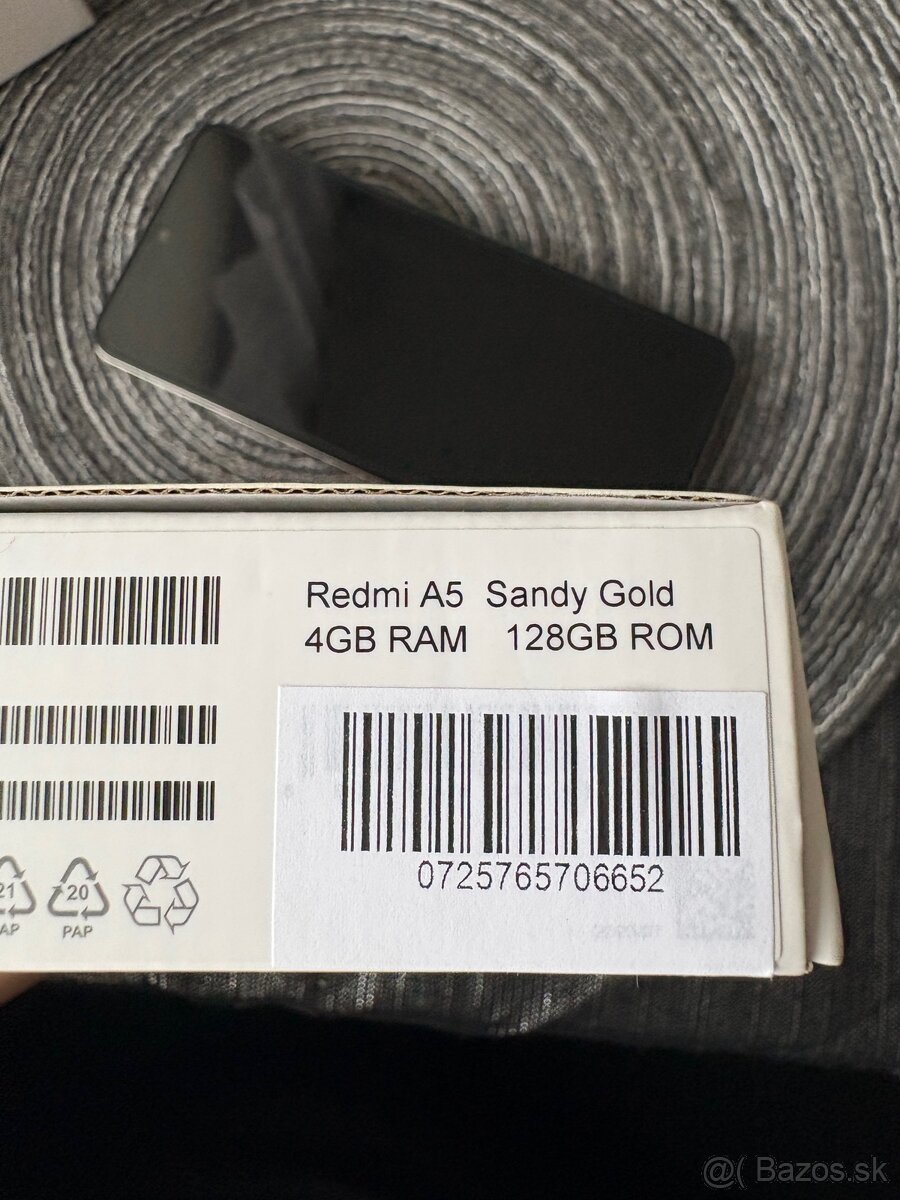 Redmi A5 Sandy Gold
4GB RAM 128GB ROM
0725765706652
21
PAP
20
PAP
@( Bazos.sk